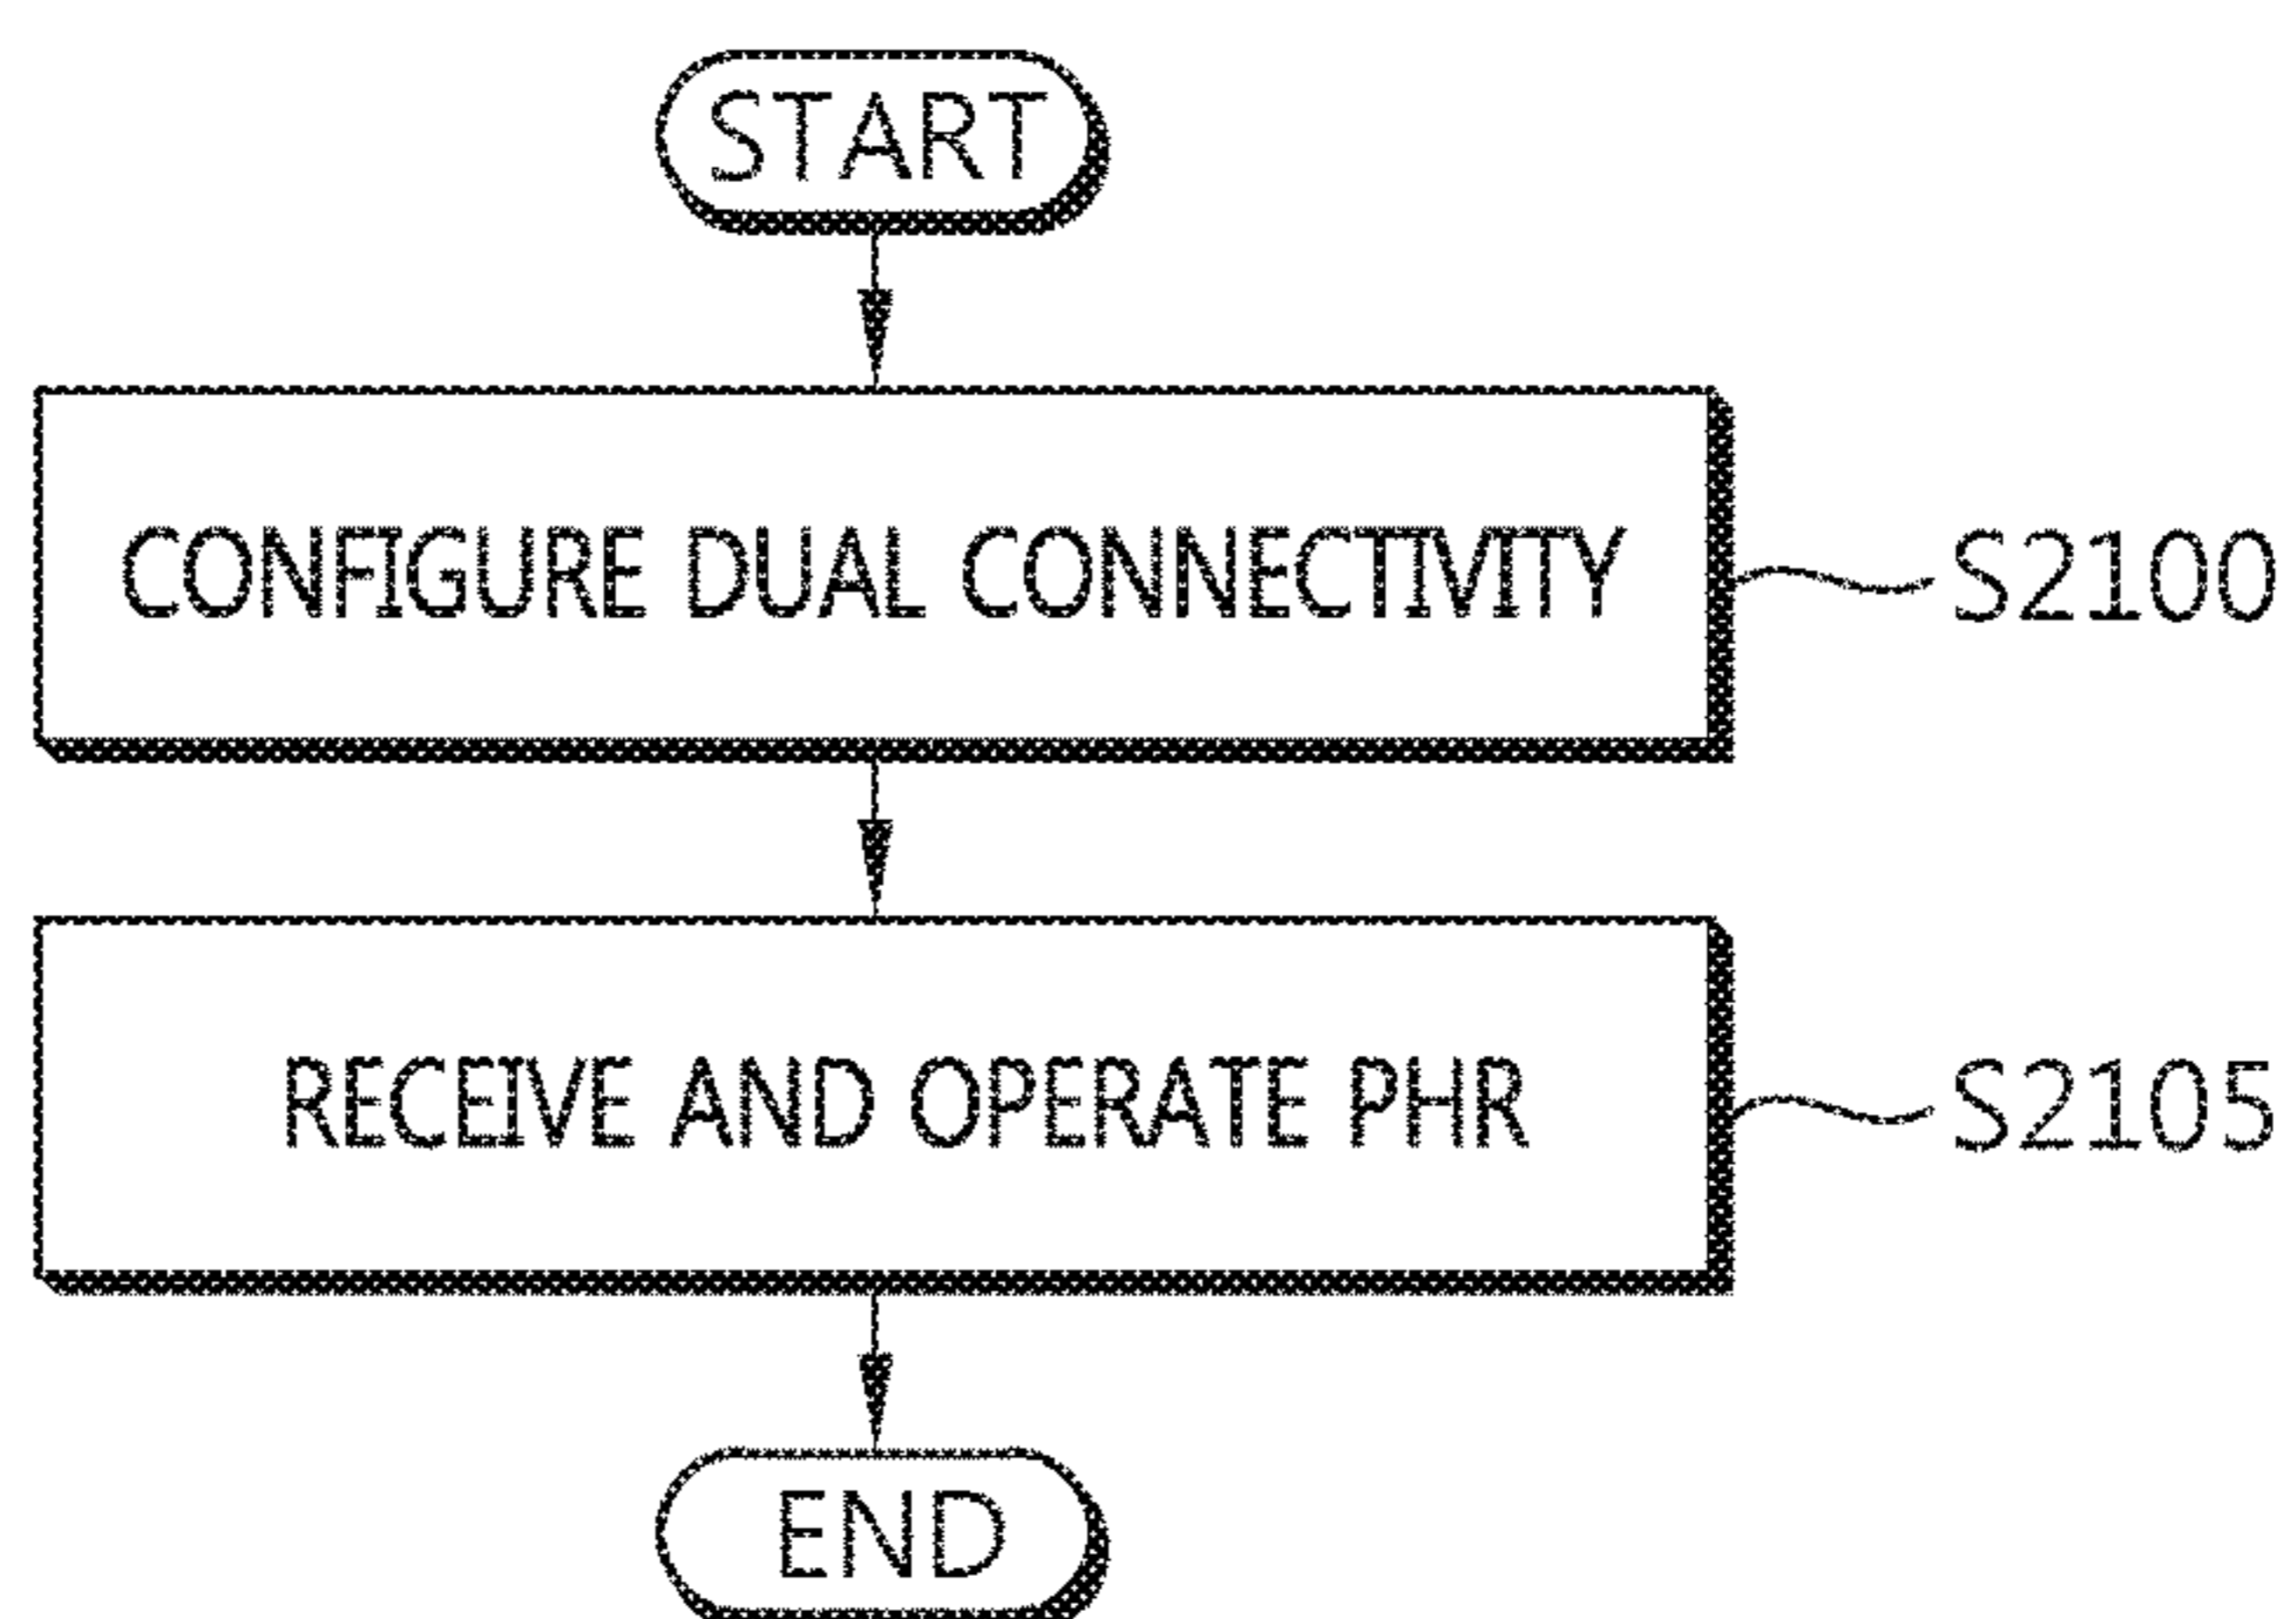 START
CONFIGURE DUAL CONNECTIVITY
S2100
RECEIVE AND OPERATE PHR
S2105
END